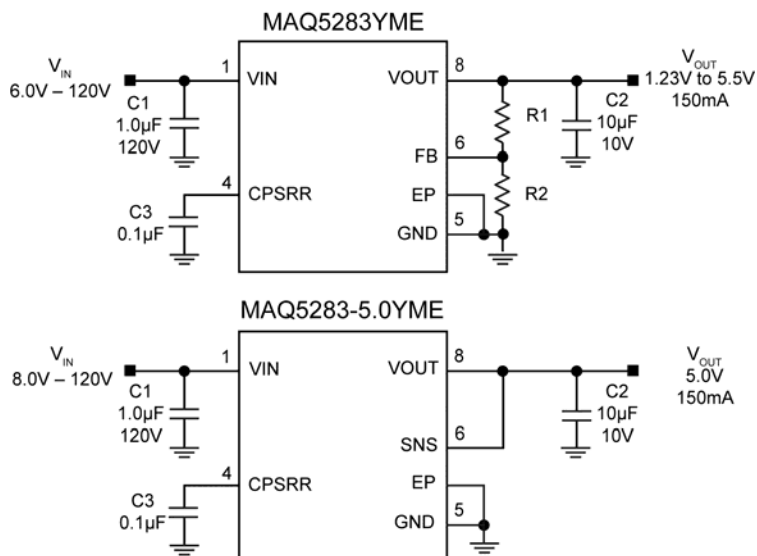 MAQ5283YME
V_IN
6.0V – 120V
C1
1.0µF
120V
1
VIN
VOUT
8
V_OUT
1.23V to 5.5V
150mA
C2
10µF
10V
R1
FB
6
4
CPSRR
C3
0.1µF
EP
R2
GND
5
MAQ5283-5.0YME
V_IN
8.0V – 120V
C1
1.0µF
120V
1
VIN
VOUT
8
V_OUT
5.0V
150mA
C2
10µF
10V
SNS
6
4
CPSRR
C3
0.1µF
EP
GND
5